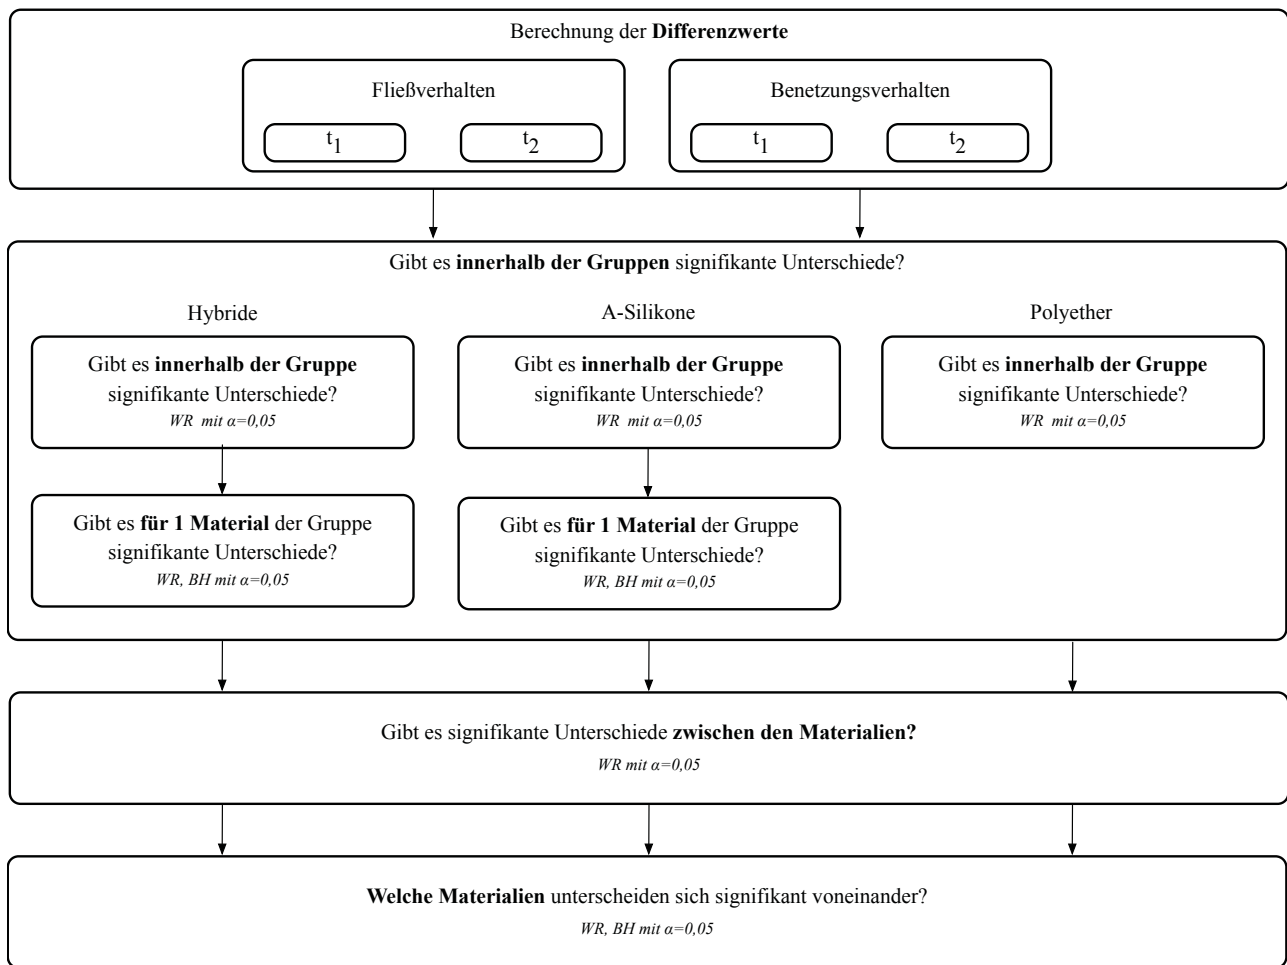 Berechnung der Differenzwerte
Fließverhalten
t1
t2
Benetzungsverhalten
t1
t2
Gibt es innerhalb der Gruppen signifikante Unterschiede?
Hybride
Gibt es innerhalb der Gruppe
signifikante Unterschiede?
WR mit α=0,05
Gibt es für 1 Material der Gruppe
signifikante Unterschiede?
WR, BH mit α=0,05
A-Silikone
Gibt es innerhalb der Gruppe
signifikante Unterschiede?
WR mit α=0,05
Gibt es für 1 Material der Gruppe
signifikante Unterschiede?
WR, BH mit α=0,05
Polyether
Gibt es innerhalb der Gruppe
signifikante Unterschiede?
WR mit α=0,05
Gibt es signifikante Unterschiede zwischen den Materialien?
WR mit α=0,05
Welche Materialien unterscheiden sich signifikant voneinander?
WR, BH mit α=0,05